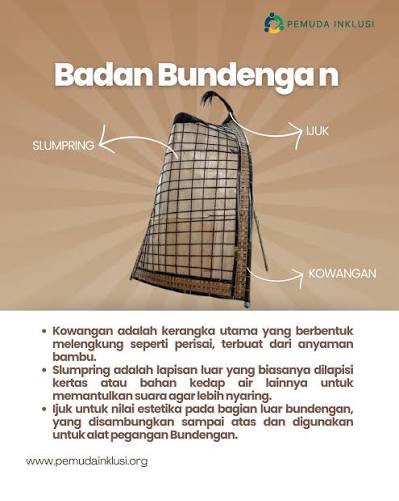 PEMUDA INKLUSI
Badan Bundenga n
IJUK
SLUMPRING
KOWANGAN
• Kowangan adalah kerangka utama yang berbentuk
melengkung seperti perisai, terbuat dari anyaman
bambu.
• Slumpring adalah lapisan luar yang biasanya dilapisi
kertas atau bahan kedap air lainnya untuk
memantulkan suara agar lebih nyaring.
• Ijuk untuk nilai estetika pada bagian luar bundengan,
yang disambungkan sampai atas dan digunakan
untuk alat pegangan Bundengan.
www.pemudainklusi.org